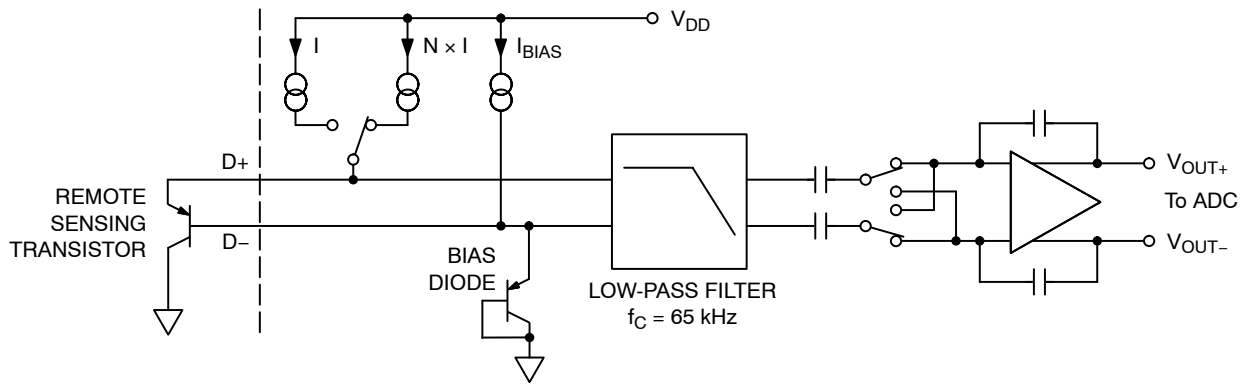 V_DD
I
N × I
I_BIAS
D+
REMOTE
SENSING
TRANSISTOR
D−
BIAS
DIODE
LOW-PASS FILTER
f_C = 65 kHz
V_OUT+
To ADC
V_OUT−